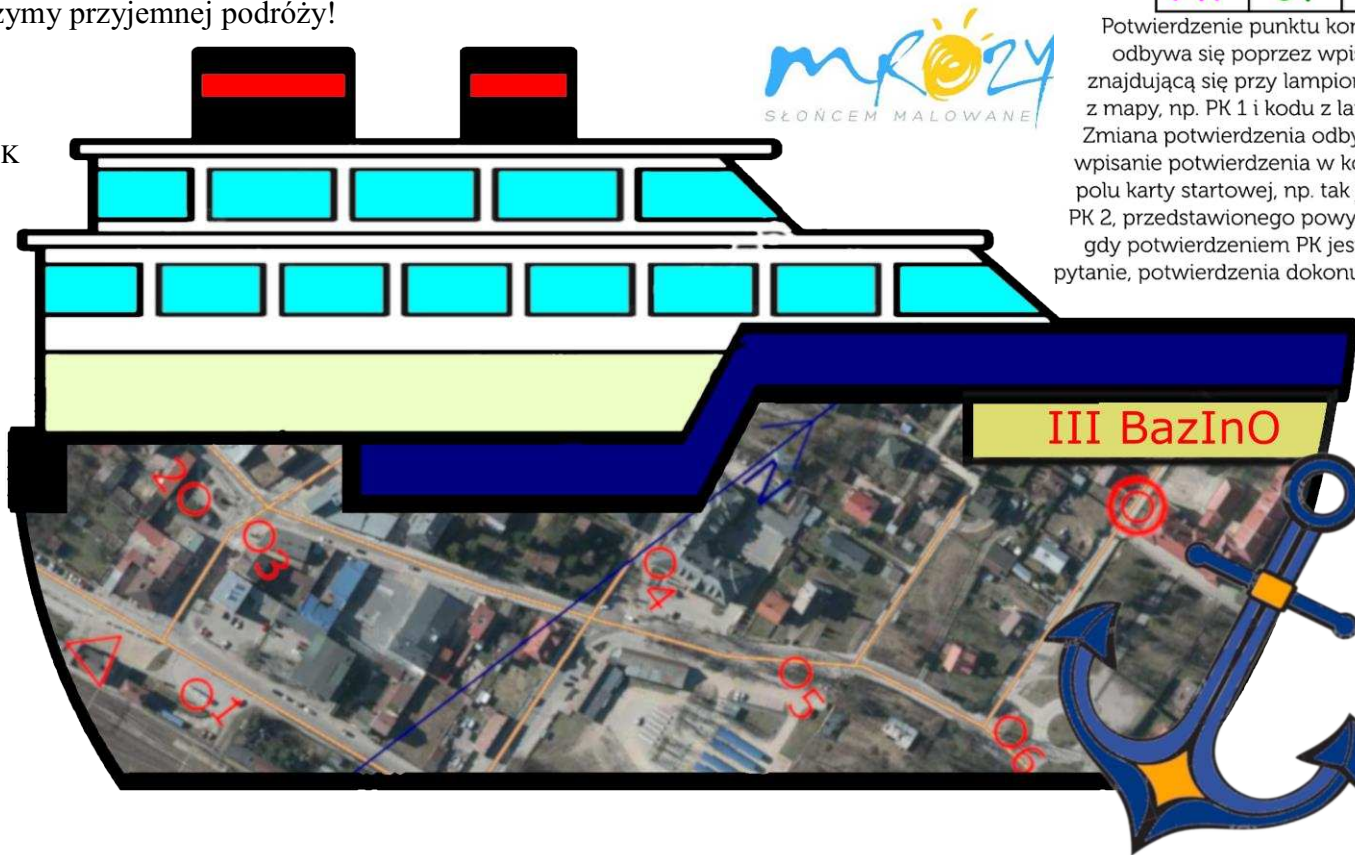 zymy przyjemnej podróży!
K
mrozy
SŁOŃCEM MALOWANE
Potwierdzenie punktu kon
odbywa się poprzez wpis
znajdującą się przy lampion
z mapy, np. PK 1 i kodu z la
Zmiana potwierdzenia odby
wpisanie potwierdzenia w ko
polu karty startowej, np. tak
PK 2, przedstawionego powy
gdy potwierdzeniem PK jes
pytanie, potwierdzenia dokonu
III BazInO
2
3
N
4
1
5
6